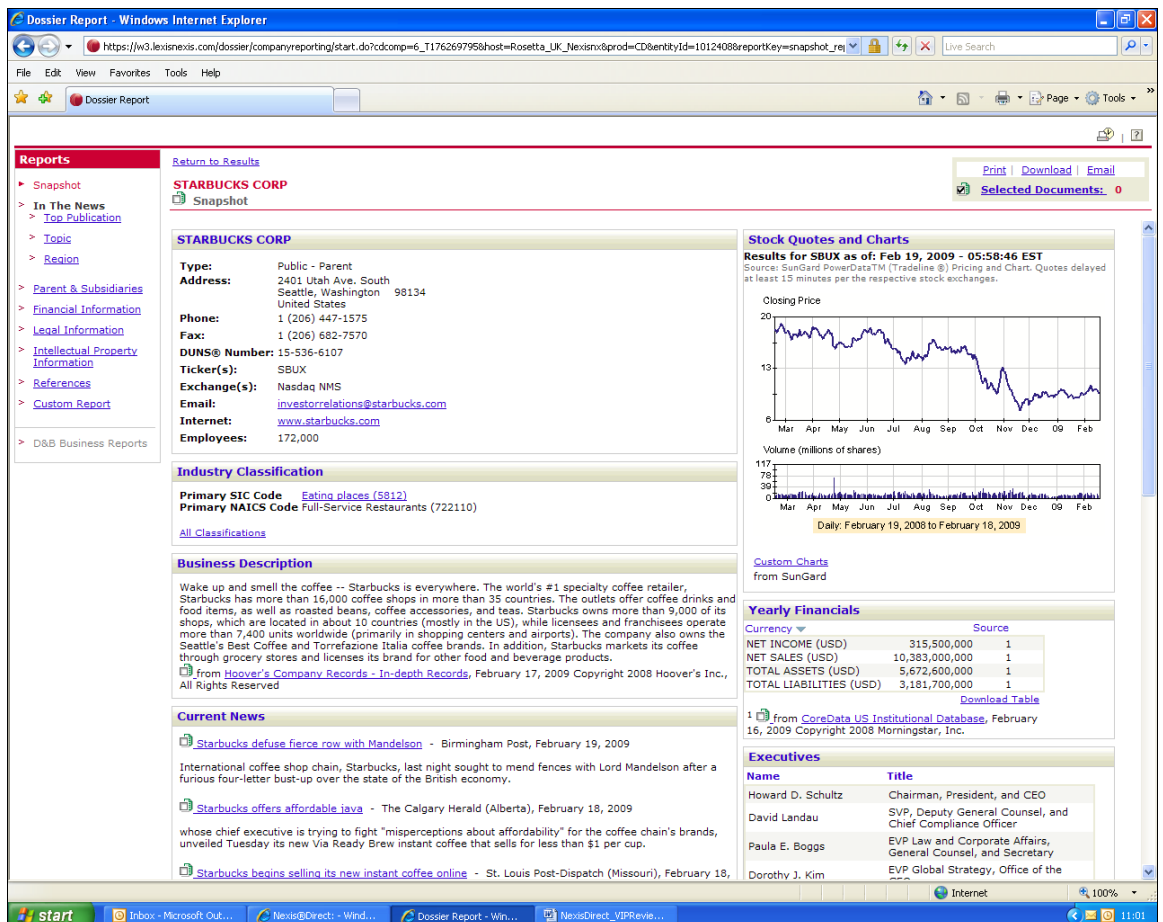 Dossier Report - Windows Internet Explorer
https://w3.lexisnexis.com/dossier/companyreporting/start.do?cdcomp=6_T176269795&host=Rosetta_UK_Nexisnx&prod=CD&entityId=1012408&reportKey=snapshot_re
Live Search
File Edit View Favorites Tools Help
Dossier Report
Page Tools
Reports
Snapshot
In The News
Top Publication
Topic
Region
Parent & Subsidiaries
Financial Information
Legal Information
Intellectual Property
Information
References
Custom Report
D&B Business Reports
Return to Results
STARBUCKS CORP
Snapshot
Print | Download | Email
Selected Documents: 0
STARBUCKS CORP
Type: Public - Parent
Address: 2401 Utah Ave. South
Seattle, Washington 98134
United States
Phone: 1 (206) 447-1575
Fax: 1 (206) 682-7570
DUNS® Number: 15-536-6107
Ticker(s): SBUX
Exchange(s): Nasdaq NMS
Email: investorrelations@starbucks.com
Internet: www.starbucks.com
Employees: 172,000
Industry Classification
Primary SIC Code Eating places (5812)
Primary NAICS Code Full-Service Restaurants (722110)
All Classifications
Business Description
Wake up and smell the coffee -- Starbucks is everywhere. The world's #1 specialty coffee retailer,
Starbucks has more than 16,000 coffee shops in more than 35 countries. The outlets offer coffee drinks and
food items, as well as roasted beans, coffee accessories, and teas. Starbucks owns more than 9,000 of its
shops, which are located in about 10 countries (mostly in the US), while licensees and franchisees operate
more than 7,400 units worldwide (primarily in shopping centers and airports). The company also owns the
Seattle's Best Coffee and Torrefazione Italia coffee brands. In addition, Starbucks markets its coffee
through grocery stores and licenses its brand for other food and beverage products.
from Hoover's Company Records - In-depth Records, February 17, 2009 Copyright 2008 Hoover's Inc.,
All Rights Reserved
Current News
Starbucks defuse fierce row with Mandelson - Birmingham Post, February 19, 2009
International coffee shop chain, Starbucks, last night sought to mend fences with Lord Mandelson after a
furious four-letter bust-up over the state of the British economy.
Starbucks offers affordable java - The Calgary Herald (Alberta), February 18, 2009
whose chief executive is trying to fight "misperceptions about affordability" for the coffee chain's brands,
unveiled Tuesday its new Via Ready Brew instant coffee that sells for less than $1 per cup.
Starbucks begins selling its new instant coffee online - St. Louis Post-Dispatch (Missouri), February 18,
Stock Quotes and Charts
Results for SBUX as of: Feb 19, 2009 - 05:58:46 EST
Source: SunGard PowerDataTM (Tradeline ®) Pricing and Chart. Quotes delayed
at least 15 minutes per the respective stock exchanges.
Closing Price
20
13
6
Mar Apr May Jun Jul Aug Sep Oct Nov Dec 09 Feb
Volume (millions of shares)
117
78
39
0
Mar Apr May Jun Jul Aug Sep Oct Nov Dec 09 Feb
Daily: February 19, 2008 to February 18, 2009
Custom Charts
from SunGard
Yearly Financials
Currency Source
NET INCOME (USD) 315,500,000 1
NET SALES (USD) 10,383,000,000 1
TOTAL ASSETS (USD) 5,672,600,000 1
TOTAL LIABILITIES (USD) 3,181,700,000 1
Download Table
1 from CoreData US Institutional Database, February
16, 2009 Copyright 2008 Morningstar, Inc.
Executives
Name Title
Howard D. Schultz Chairman, President, and CEO
David Landau SVP, Deputy General Counsel, and
Chief Compliance Officer
Paula E. Boggs EVP Law and Corporate Affairs,
General Counsel, and Secretary
Dorothy J. Kim EVP Global Strategy, Office of the
Internet 100%
start Inbox - Microsoft Out... Nexis®Direct: - Wind... Dossier Report - Win... NexisDirect_VIPRevie... 11:01